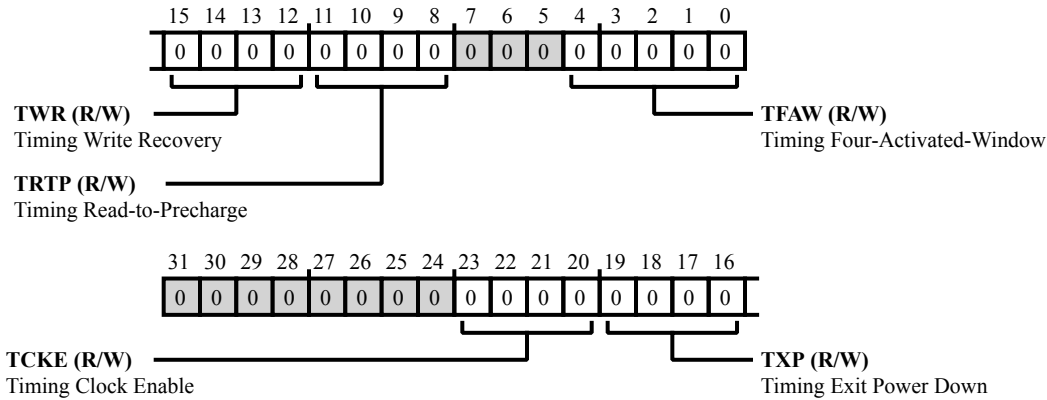 15 14 13 12 11 10 9 8 7 6 5 4 3 2 1 0
0 0 0 0 0 0 0 0 0 0 0 0 0 0 0 0
TWR (R/W)
Timing Write Recovery
TFAW (R/W)
Timing Four-Activated-Window
TRTP (R/W)
Timing Read-to-Precharge
31 30 29 28 27 26 25 24 23 22 21 20 19 18 17 16
0 0 0 0 0 0 0 0 0 0 0 0 0 0 0 0
TCKE (R/W)
Timing Clock Enable
TXP (R/W)
Timing Exit Power Down